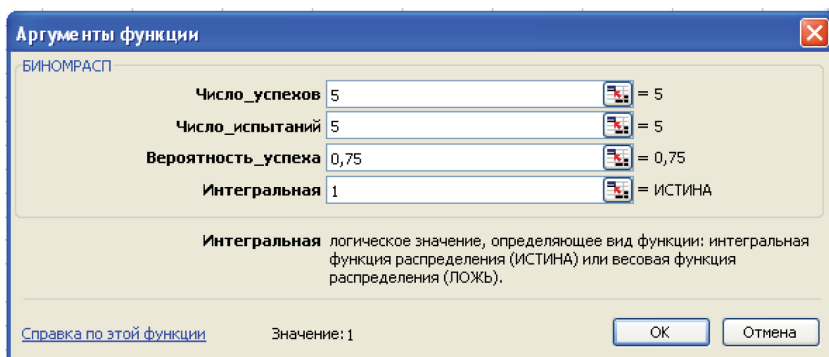 Аргументы функции
БИНОМРАСП
Число_успехов 5 = 5
Число_испытаний 5 = 5
Вероятность_успеха 0,75 = 0,75
Интегральная 1 = ИСТИНА
Интегральная логическое значение, определяющее вид функции: интегральная
функция распределения (ИСТИНА) или весовая функция
распределения (ЛОЖЬ).
Справка по этой функции Значение:1 ОК Отмена